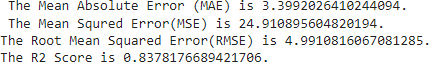 The Mean Absolute Error (MAE) is 3.3992026410244094.
The Mean Squred Error(MSE) is 24.910895604820194.
The Root Mean Squared Error(RMSE) is 4.9910816067081285.
The R2 Score is 0.8378176689421706.